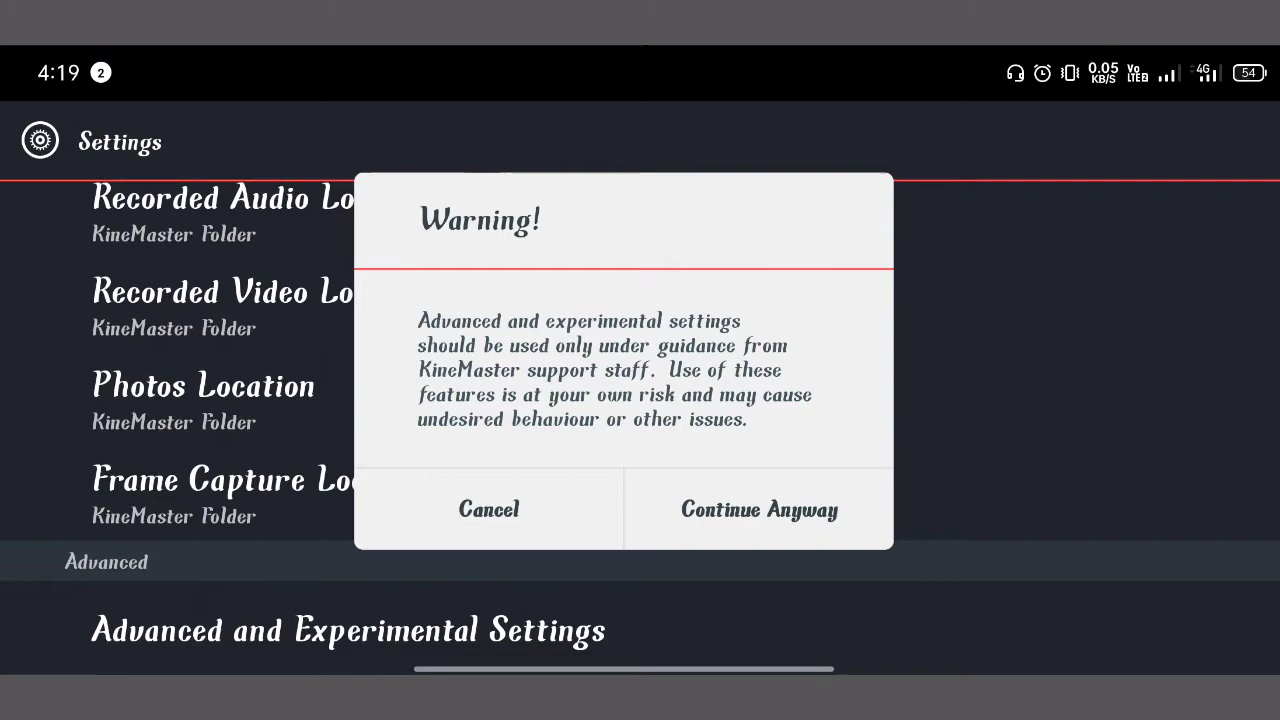 4:19 2 0.05 KB/S Vo LTE2 4G 54
Settings
Recorded Audio Lo
KineMaster Folder
Recorded Video Lo
KineMaster Folder
Photos Location
KineMaster Folder
Frame Capture Lo
KineMaster Folder
Advanced
Advanced and Experimental Settings
Warning!
Advanced and experimental settings
should be used only under guidance from
KineMaster support staff. Use of these
features is at your own risk and may cause
undesired behaviour or other issues.
Cancel
Continue Anyway